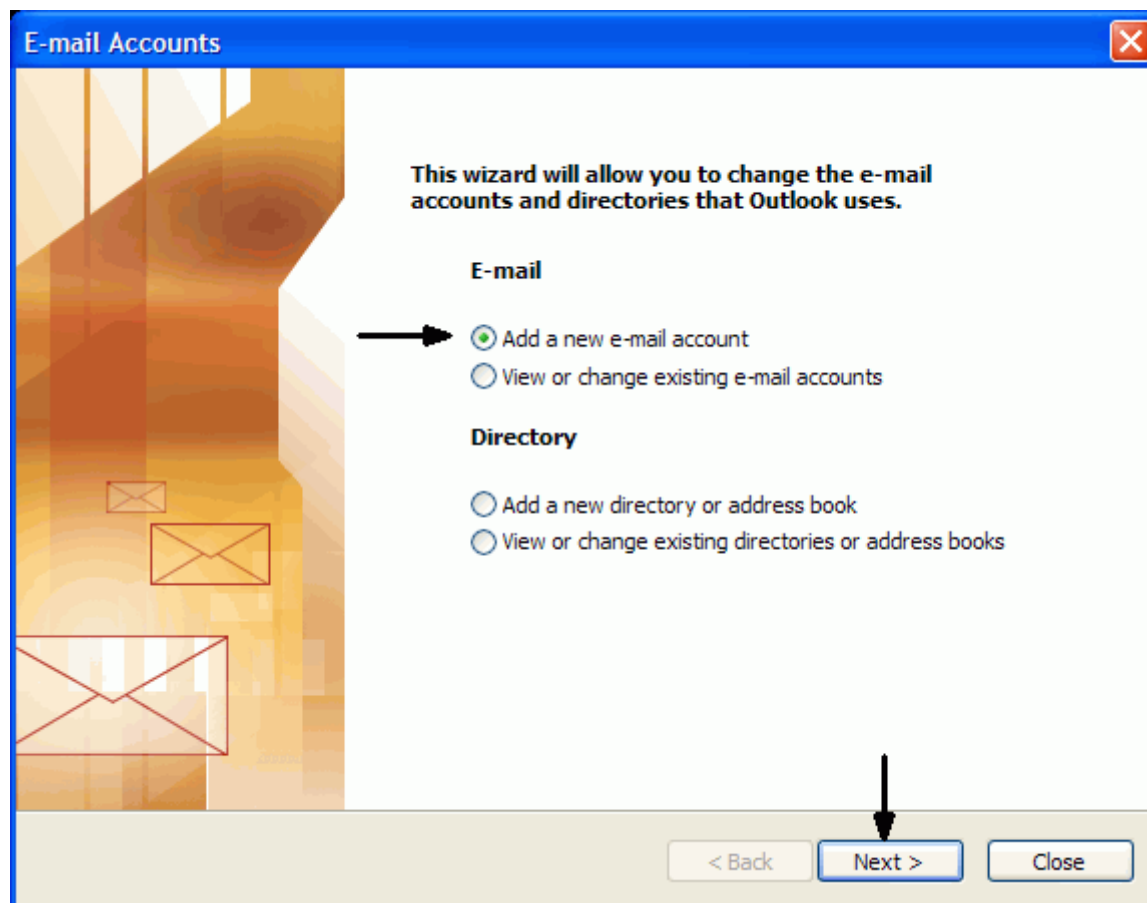 E-mail Accounts
This wizard will allow you to change the e-mail
accounts and directories that Outlook uses.
E-mail
Add a new e-mail account
View or change existing e-mail accounts
Directory
Add a new directory or address book
View or change existing directories or address books
< Back Next > Close